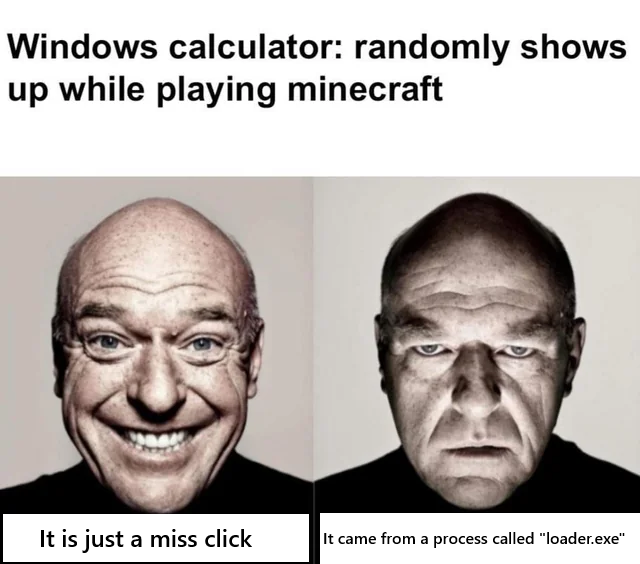 Windows calculator: randomly shows
up while playing minecraft
It is just a miss click
It came from a process called "loader.exe"